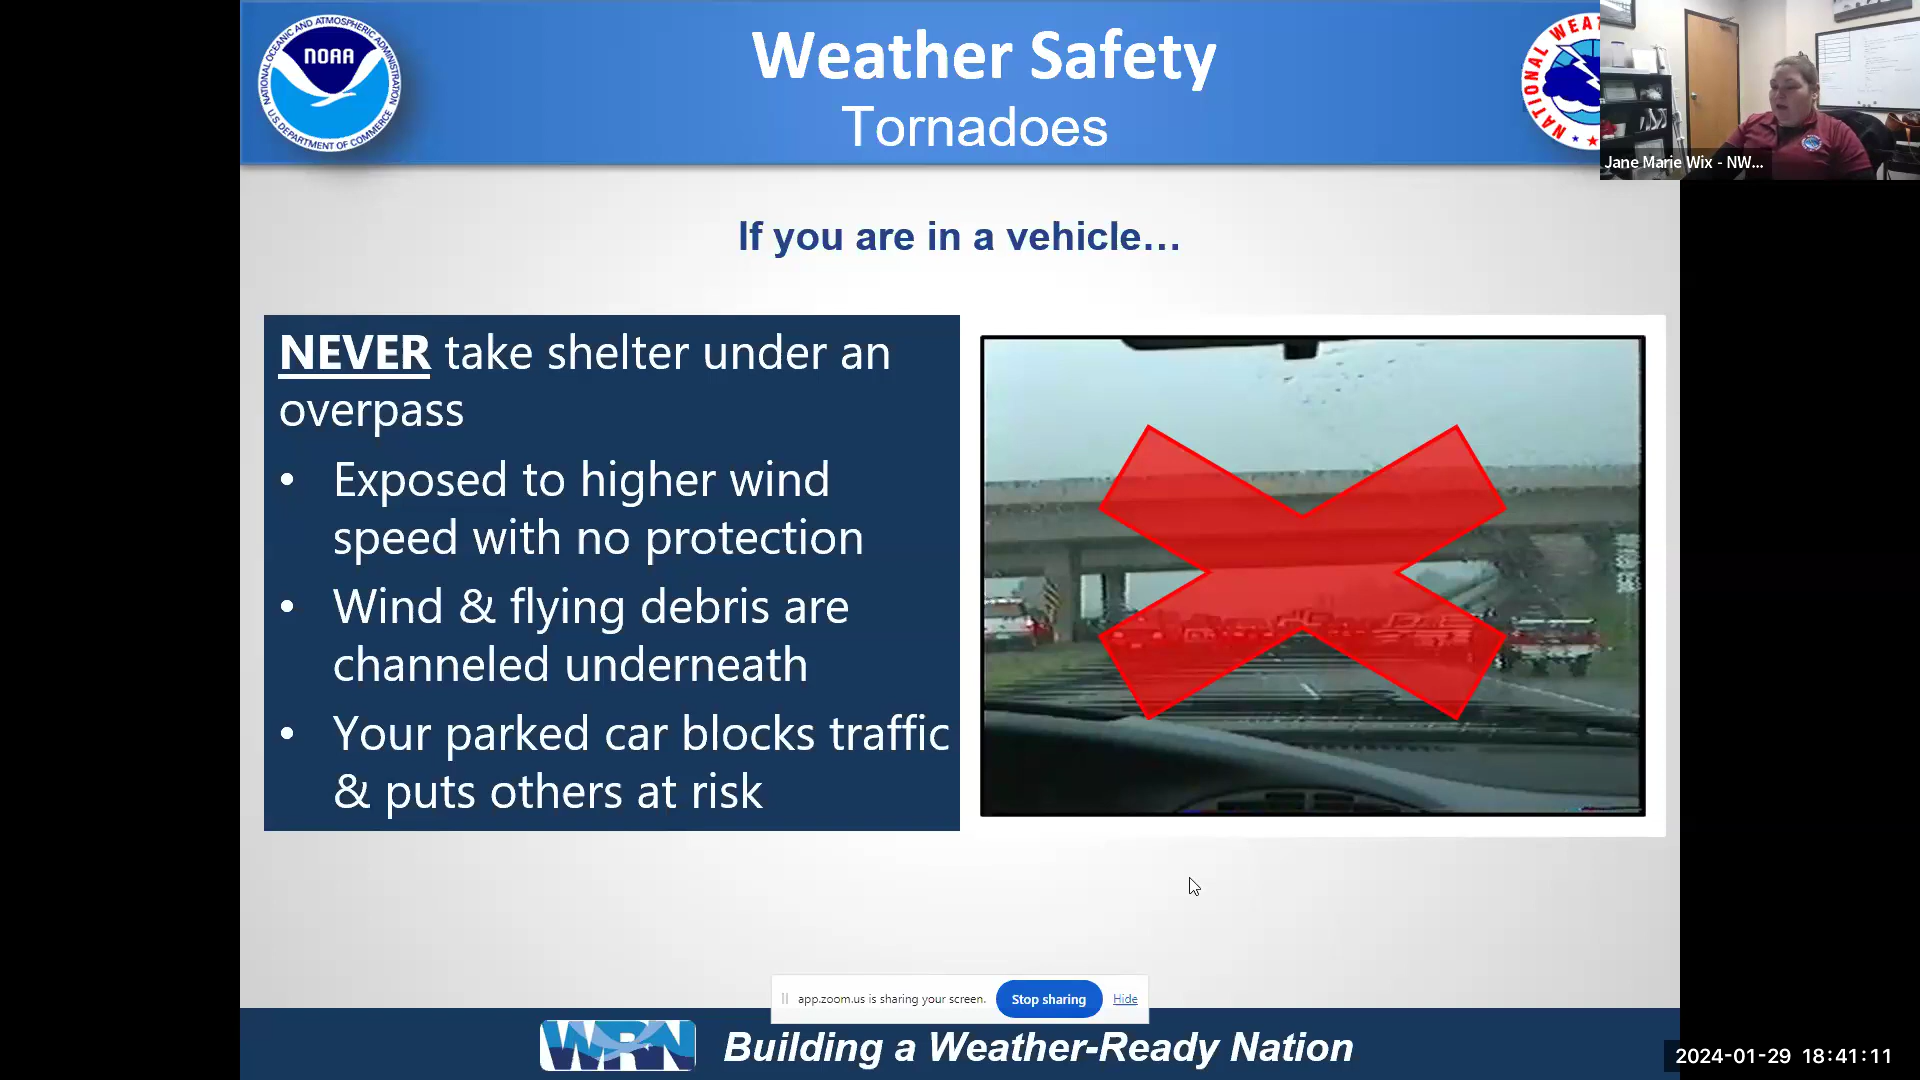 NATIONAL OCEANIC AND ATMOSPHERIC ADMINISTRATION
NOAA
U.S. DEPARTMENT OF COMMERCE
Weather Safety
Tornadoes
NATIONAL WEA
Jane Marie Wix - NW...
If you are in a vehicle...
NEVER take shelter under an
overpass
• Exposed to higher wind
speed with no protection
• Wind & flying debris are
channeled underneath
• Your parked car blocks traffic
& puts others at risk
app.zoom.us is sharing your screen.
Stop sharing
Hide
WRN
Building a Weather-Ready Nation
2024-01-29 18:41:11